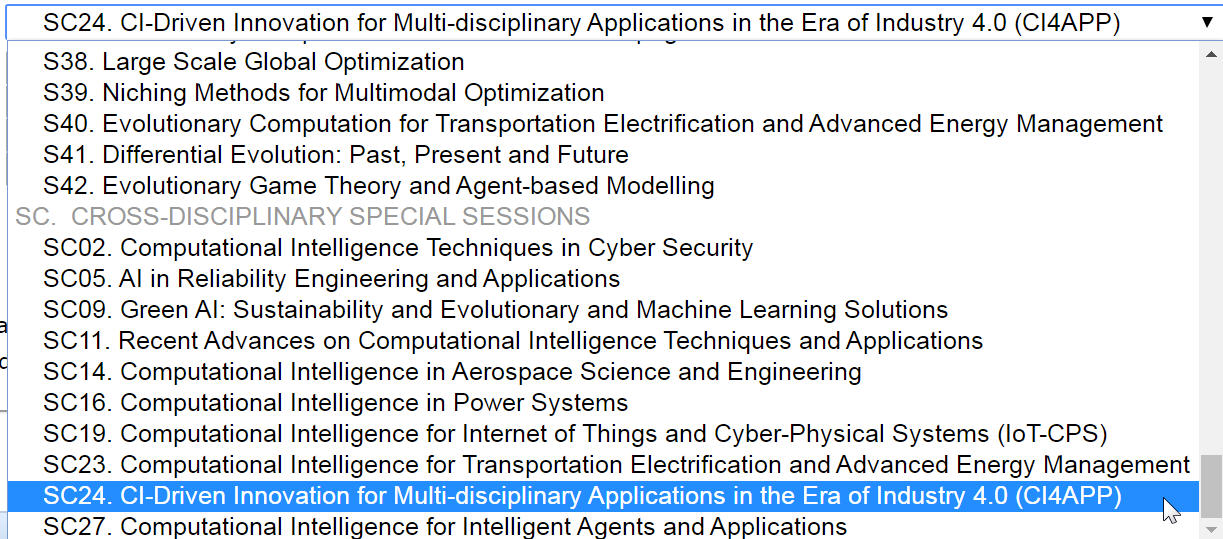 SC24. CI-Driven Innovation for Multi-disciplinary Applications in the Era of Industry 4.0 (CI4APP)
S38. Large Scale Global Optimization
S39. Niching Methods for Multimodal Optimization
S40. Evolutionary Computation for Transportation Electrification and Advanced Energy Management
S41. Differential Evolution: Past, Present and Future
S42. Evolutionary Game Theory and Agent-based Modelling
SC. CROSS-DISCIPLINARY SPECIAL SESSIONS
SC02. Computational Intelligence Techniques in Cyber Security
SC05. AI in Reliability Engineering and Applications
SC09. Green AI: Sustainability and Evolutionary and Machine Learning Solutions
SC11. Recent Advances on Computational Intelligence Techniques and Applications
SC14. Computational Intelligence in Aerospace Science and Engineering
SC16. Computational Intelligence in Power Systems
SC19. Computational Intelligence for Internet of Things and Cyber-Physical Systems (IoT-CPS)
SC23. Computational Intelligence for Transportation Electrification and Advanced Energy Management
SC24. CI-Driven Innovation for Multi-disciplinary Applications in the Era of Industry 4.0 (CI4APP)
SC27. Computational Intelligence for Intelligent Agents and Applications